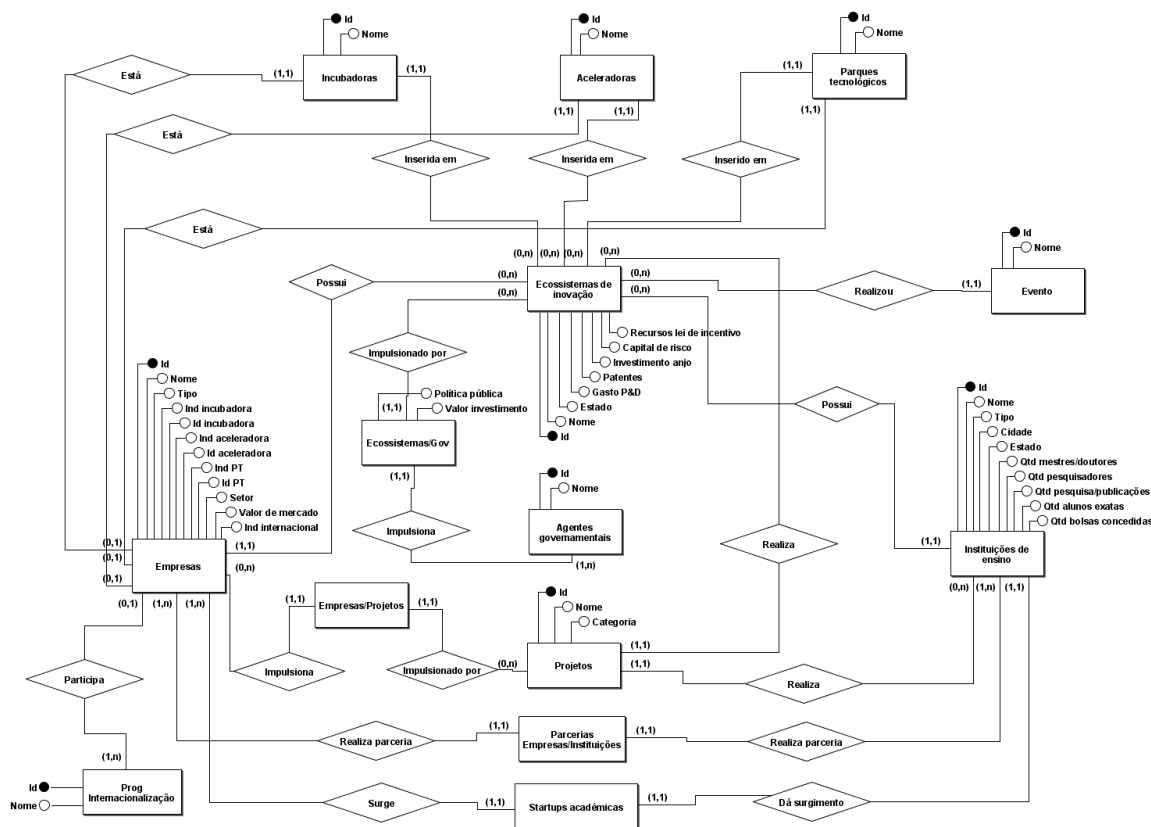 Id
Nome
Id
Nome
Id
Nome
Está
(1,1)
Incubadoras
(1,1)
Aceleradoras
(1,1)
Parques
tecnológicos
(1,1)
(1,1)
(1,1)
Está
Inserida em
Inserida em
Inserido em
Está
Id
Nome
(0,n)
(0,n)
(0,n)
(0,n)
Possui
(0,n)
Ecossistemas de
inovação
(0,n)
(0,n)
(0,n)
Realizou
(1,1)
Evento
Recursos lei de incentivo
Capital de risco
Investimento anjo
Patentes
Gasto P&D
Estado
Nome
Id
Impulsionado por
Política pública
Valor investimento
(1,1)
Ecossistemas/Gov
(1,1)
Id
Nome
Tipo
Ind incubadora
Id incubadora
Ind aceleradora
Id aceleradora
Ind PT
Id PT
Setor
Valor de mercado
Ind internacional
Possui
Id
Nome
Tipo
Cidade
Estado
Qtd mestres/doutores
Qtd pesquisadores
Qtd pesquisa/publicações
Qtd alunos exatas
Qtd bolsas concedidas
Id
Nome
Impulsiona
Agentes
governamentais
(1,n)
Realiza
(0,1)
(0,1)
(0,1)
Empresas
(1,1)
(0,n)
(1,1)
Instituições de
ensino
(0,1)
(1,n)
(1,n)
(1,1)
Empresas/Projetos
(1,1)
Id
Nome
Categoria
(0,n)
(1,n)
(1,1)
Impulsiona
Impulsionado por
(0,n)
Projetos
(1,1)
(1,1)
Realiza
Participa
(1,n)
Realiza parceria
(1,1)
Parcerias
Empresas/Instituições
(1,1)
Realiza parceria
Id
Nome
Prog
Internacionalização
Surge
(1,1)
Startups acadêmicas
(1,1)
Dá surgimento